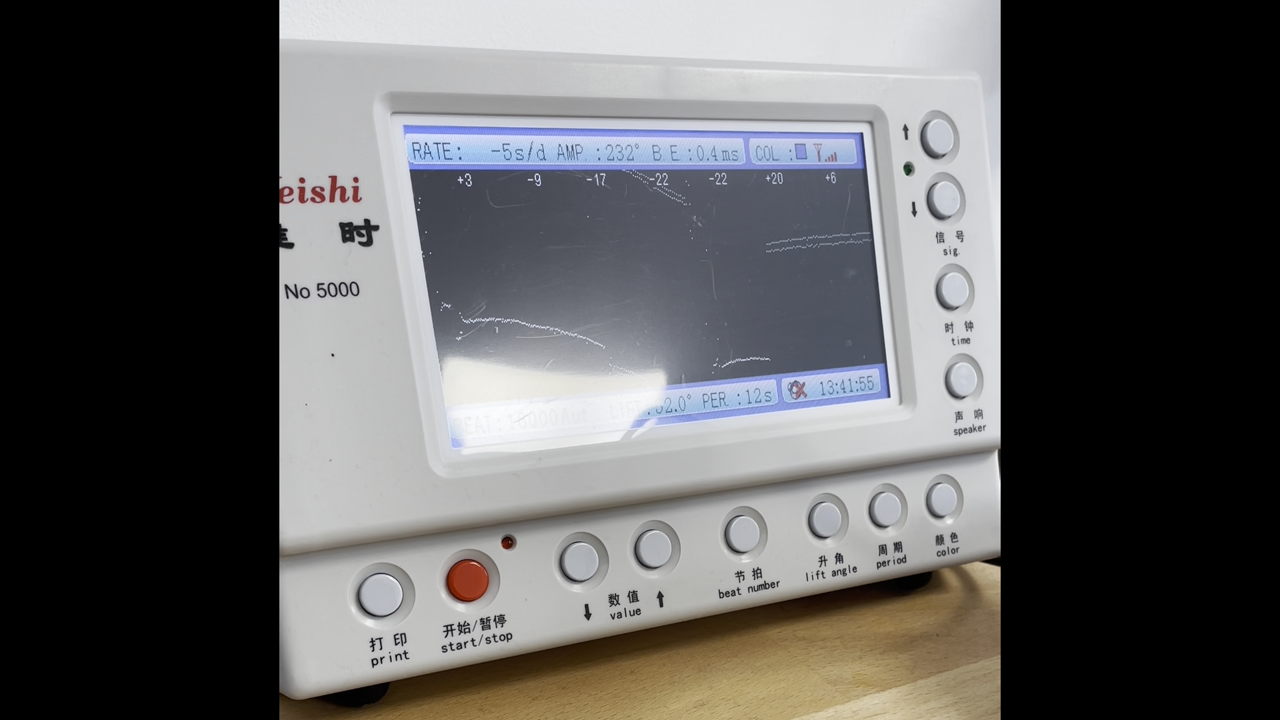 RATE: -5s/d AMP :232° B E :0.4ms COL :
+3 -9 -17 -22 -22 +20 +6
eishi
时
No 5000
信 号
sig.
时 钟
time
声 响
speaker
PER :12s 13:41:55
打 印
print
开始/暂停
start/stop
数 值
value
节 拍
beat number
升 角
lift angle
周 期
period
颜 色
color